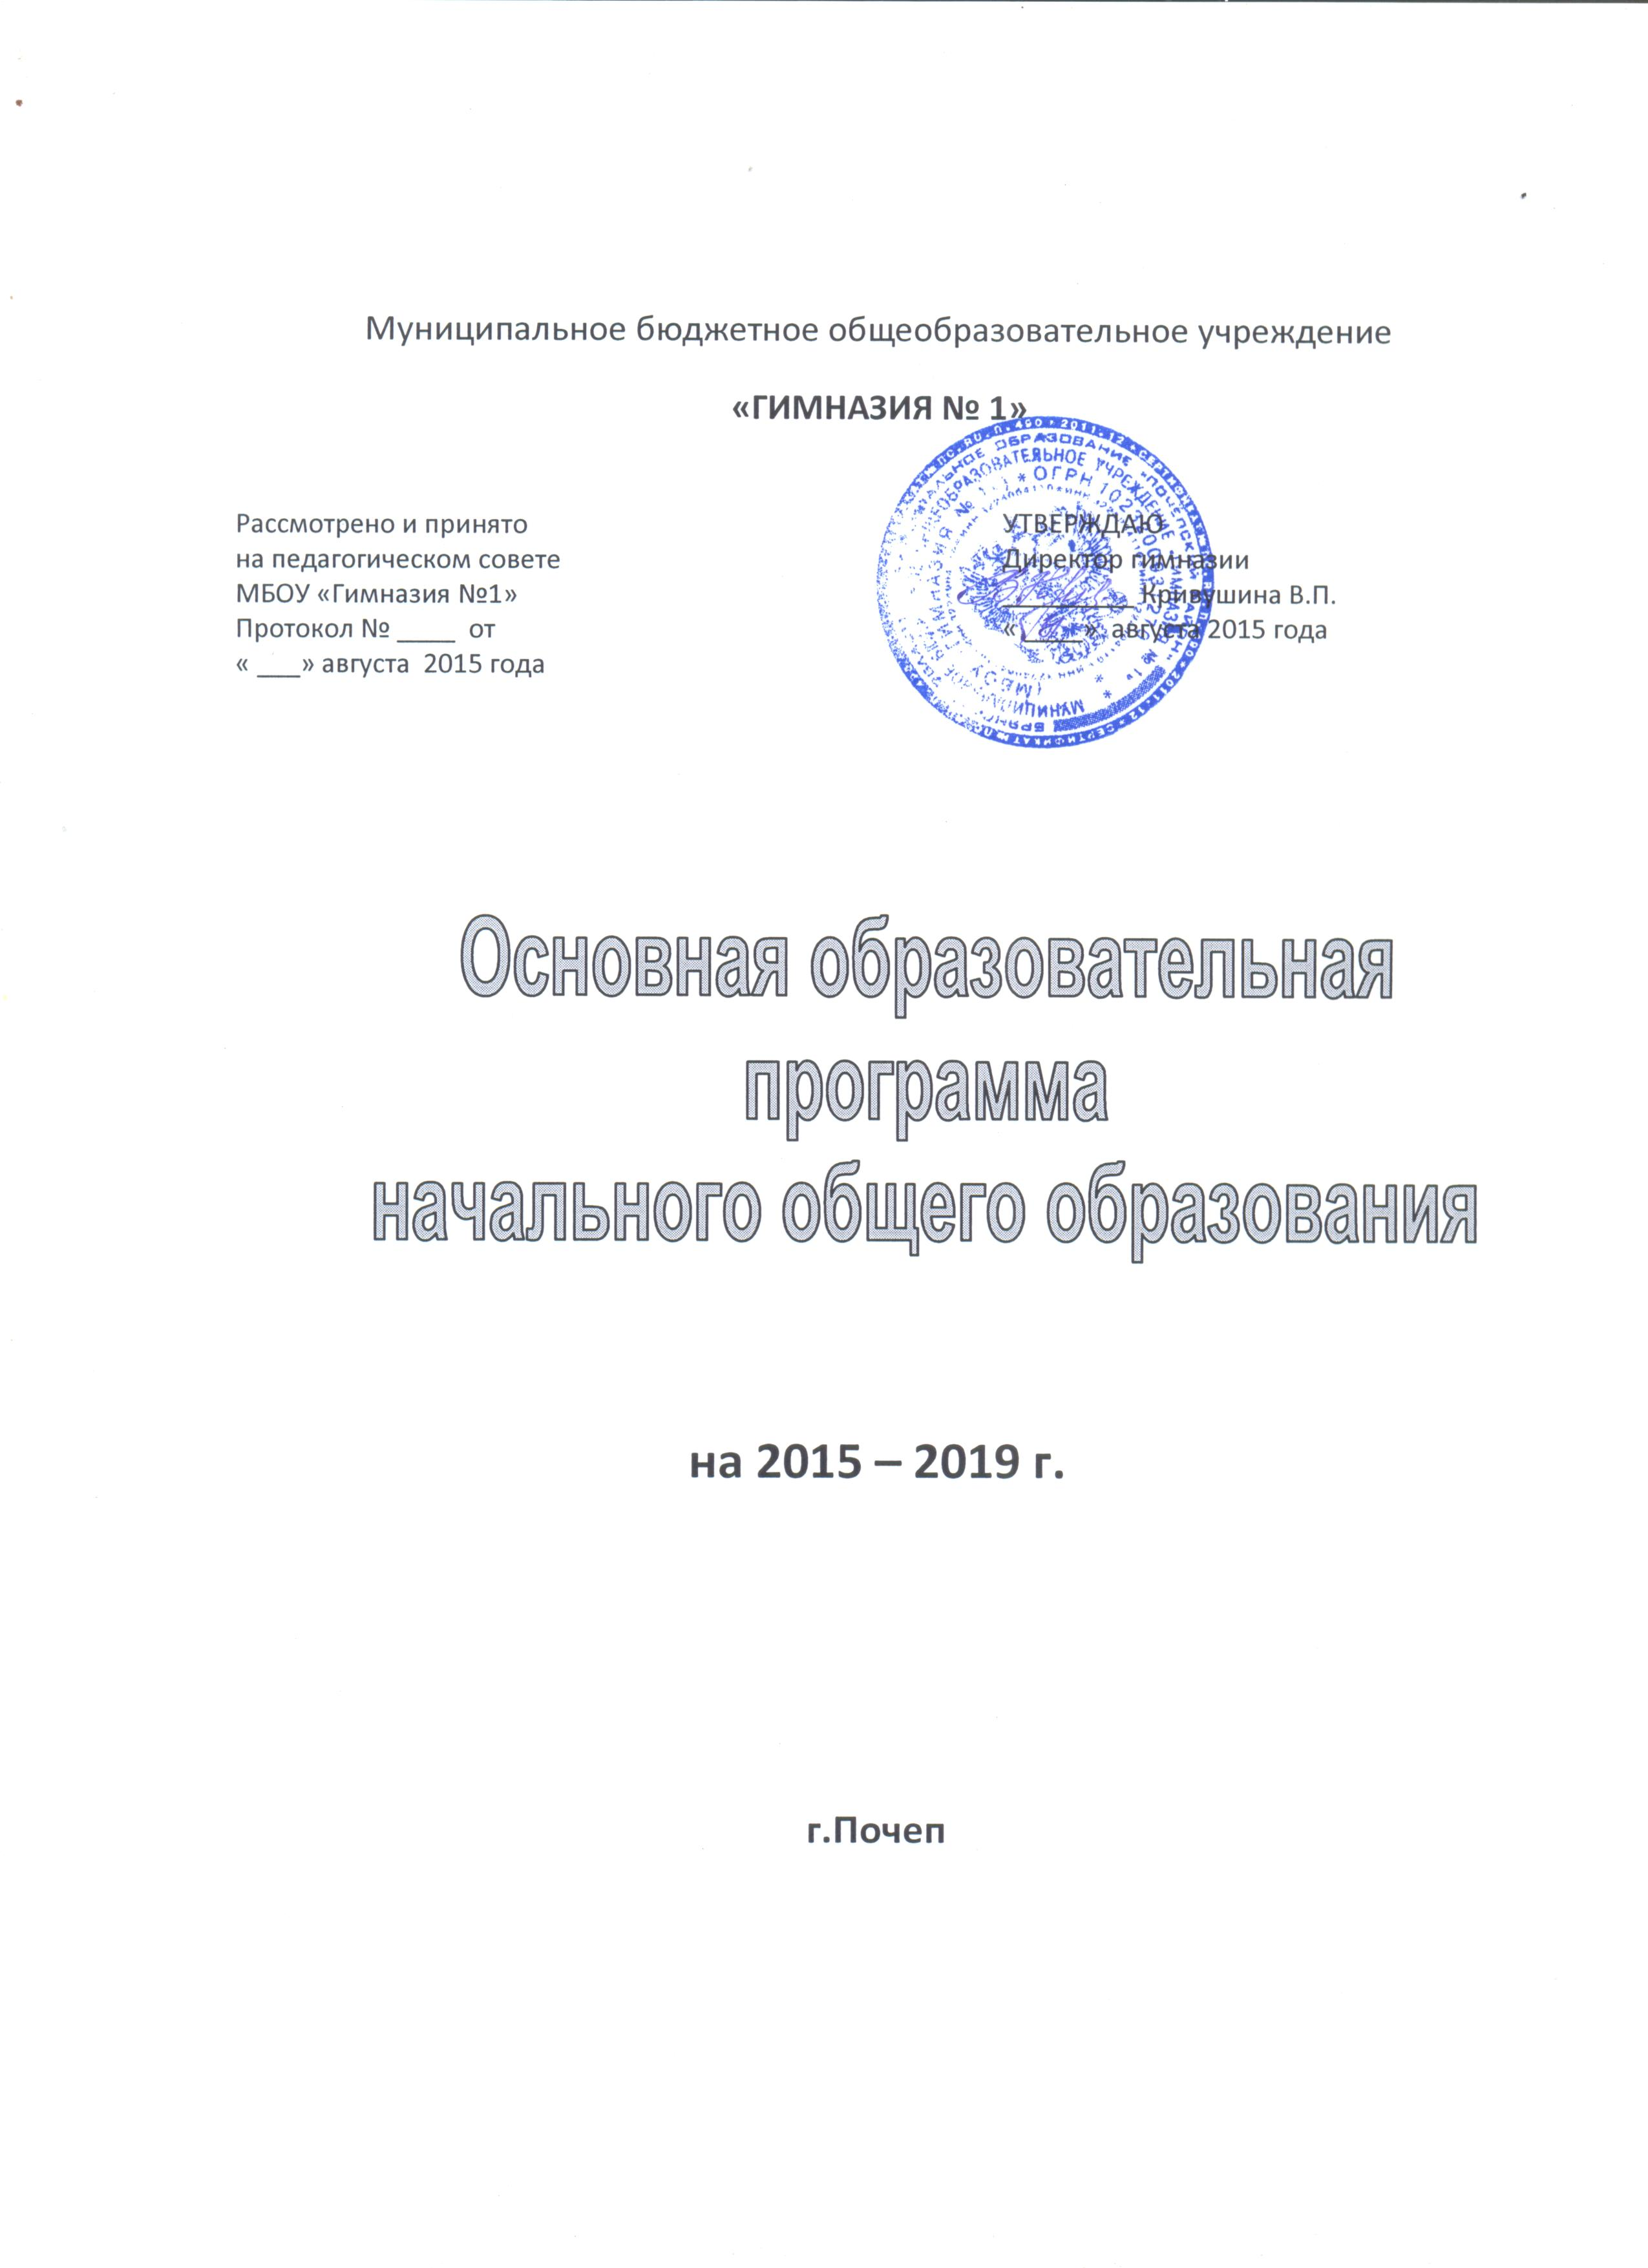 Муниципальное бюджетное общеобразовательное учреждение
«ГИМНАЗИЯ № 1»
Рассмотрено и принято
на педагогическом совете
МБОУ «Гимназия №1»
Протокол № ____ от
« ___» августа 2015 года
УТВЕРЖДАЮ
Директор гимназии
_________ Кривушина В.П.
«____» августа 2015 года
Основная образовательная
программа
начального общего образования
на 2015 – 2019 г.
г.Почеп